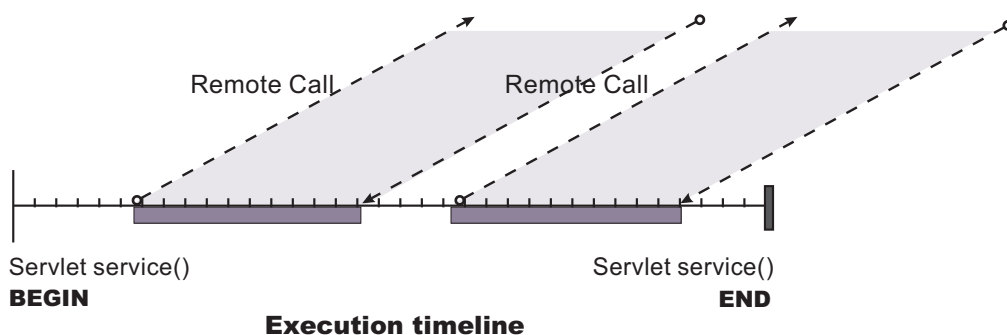 Remote Call
Remote Call
Servlet service()
BEGIN
Servlet service()
END
Execution timeline